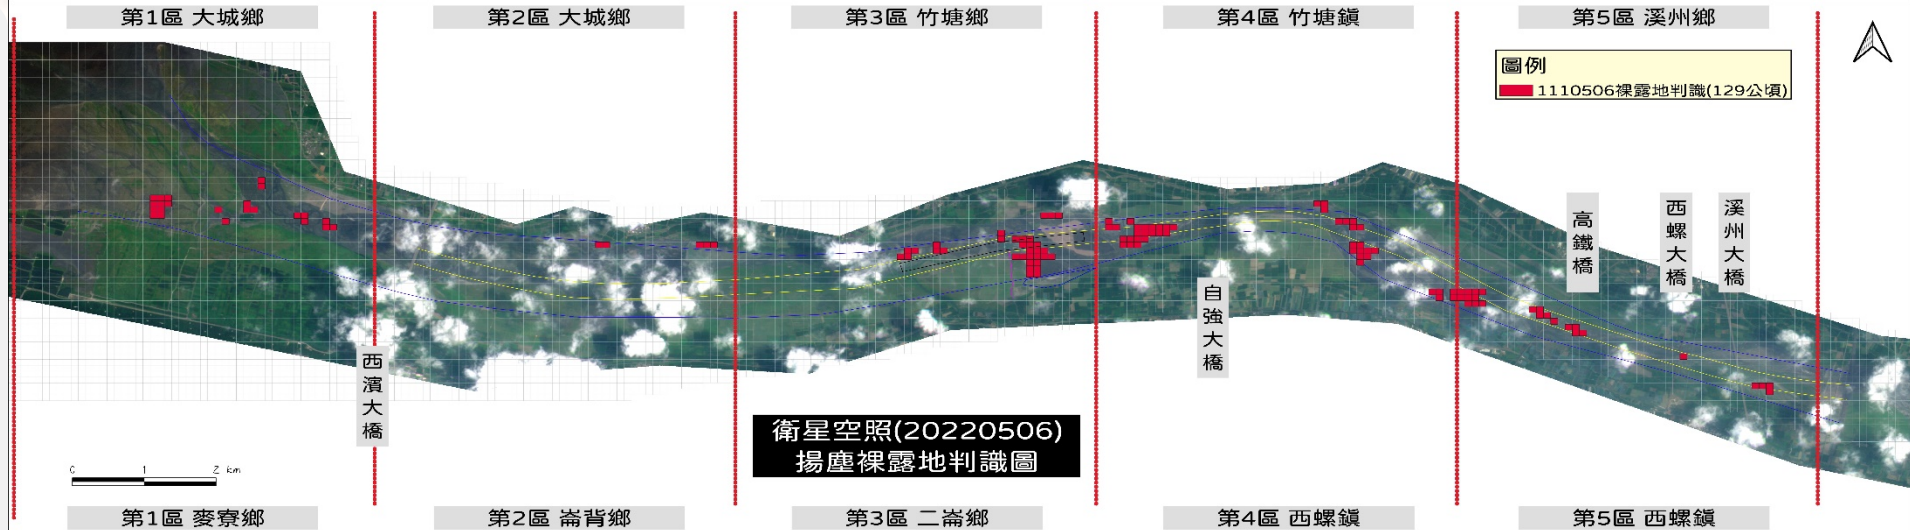 第1區 大城鄉
第2區 大城鄉
第3區 竹塘鄉
第4區 竹塘鎮
第5區 溪州鄉
圖例
1110506裸露地判識(129公頃)
高鐵橋
西螺大橋
溪州大橋
自強大橋
西濱大橋
衛星空照(20220506)
揚塵裸露地判識圖
0 1 2 km
第1區 麥寮鄉
第2區 崙背鄉
第3區 二崙鄉
第4區 西螺鎮
第5區 西螺鎮